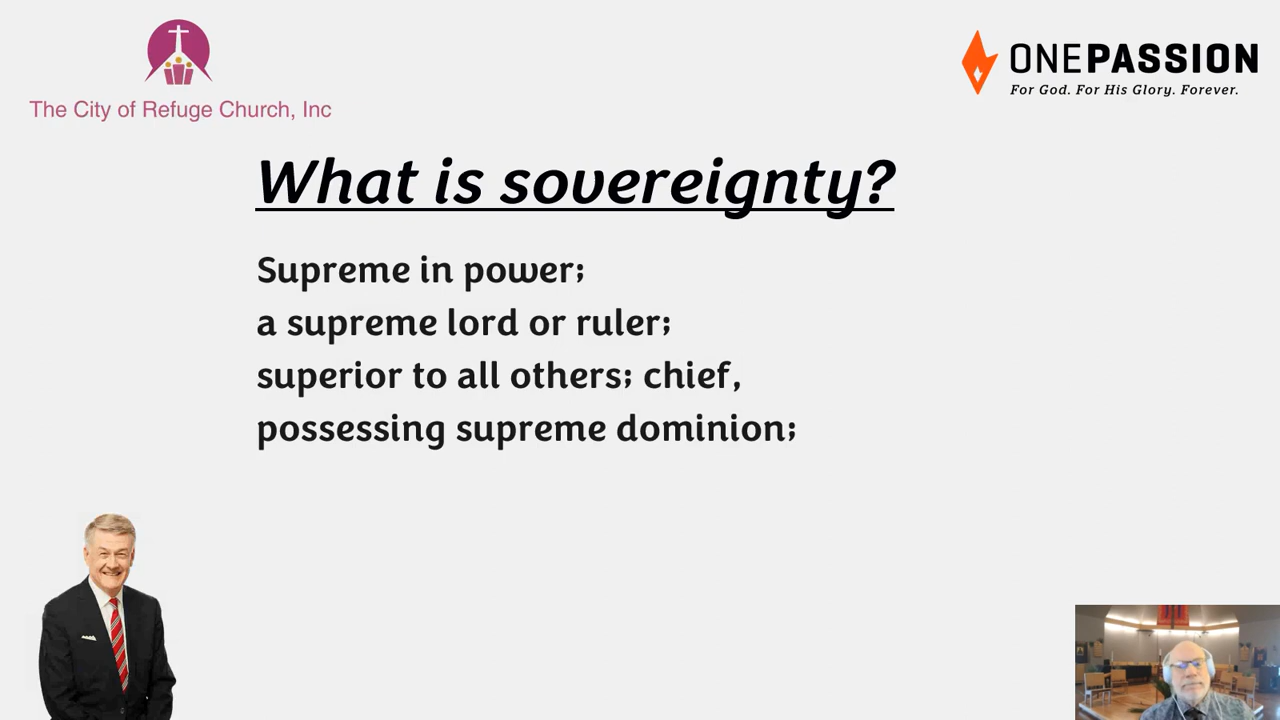 The City of Refuge Church, Inc
ONEPASSION
For God. For His Glory. Forever.
What is sovereignty?
Supreme in power;
a supreme lord or ruler;
superior to all others; chief,
possessing supreme dominion;